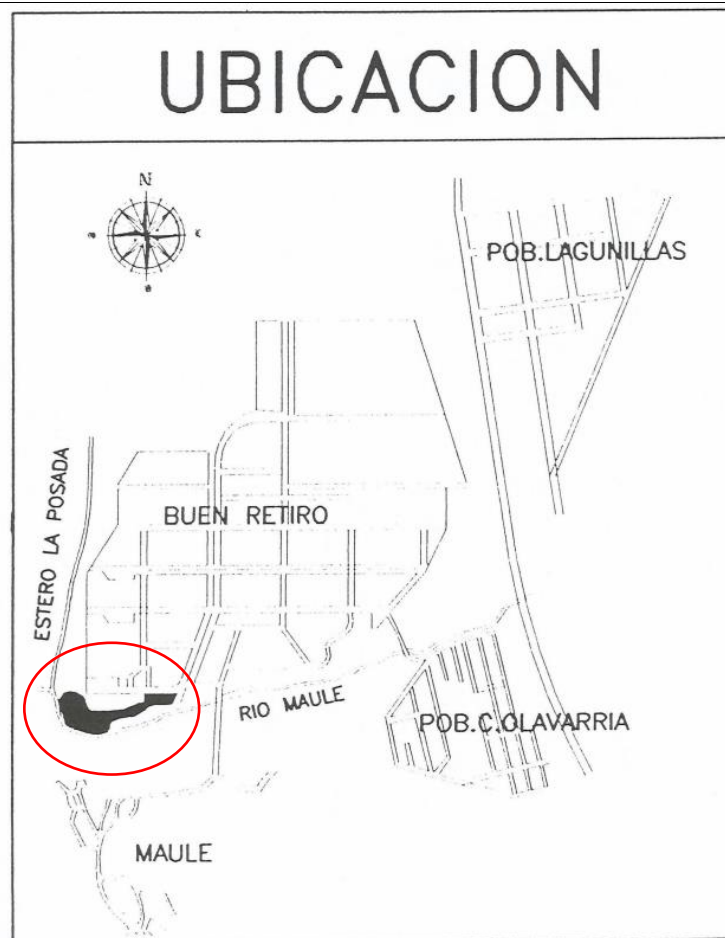 UBICACION
N
POB.LAGUNILLAS
ESTERO LA POSADA
BUEN RETIRO
RIO MAULE
POB.C.OLAVARRIA
MAULE